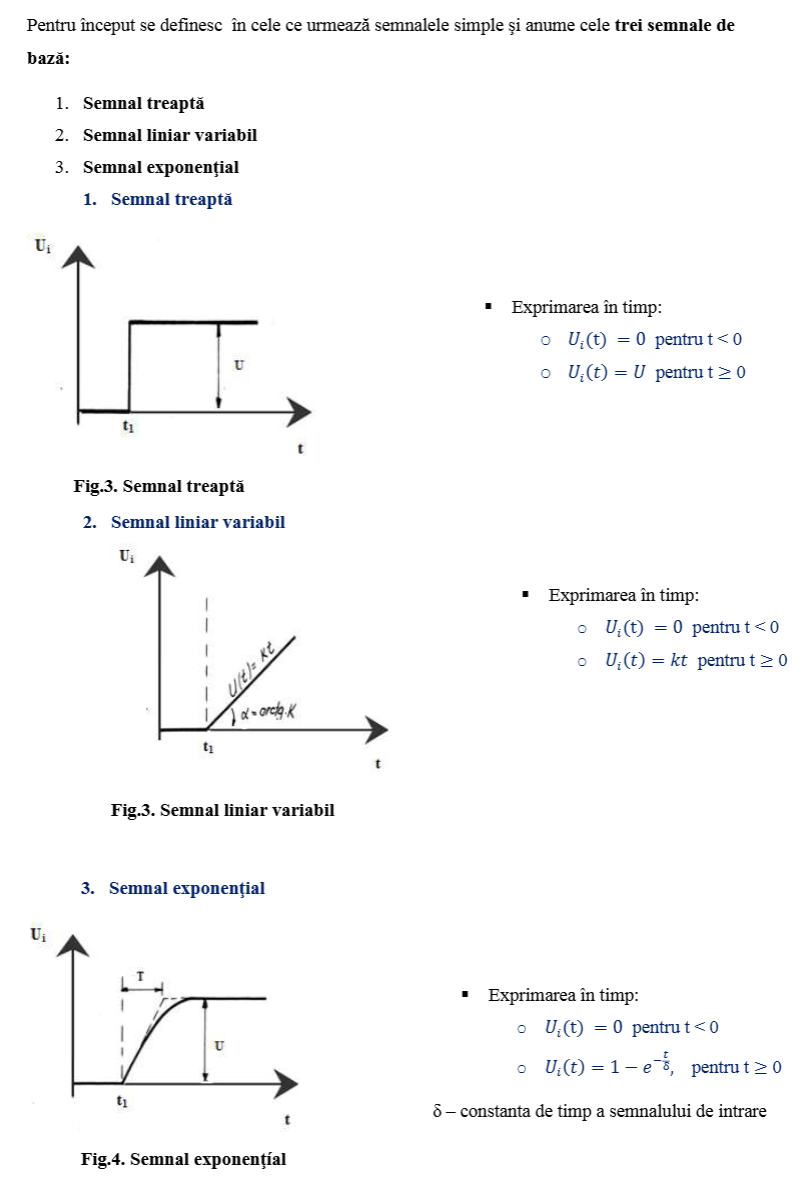 Pentru început se definesc în cele ce urmează semnalele simple și anume cele trei semnale de
bază:
1. Semnal treaptă
2. Semnal liniar variabil
3. Semnal exponențial
1. Semnal treaptă
Uᵢ
U
t₁
t
▪ Exprimarea în timp:
○ Uᵢ(t) = 0 pentru t < 0
○ Uᵢ(t) = U pentru t ≥ 0
Fig.3. Semnal treaptă
2. Semnal liniar variabil
Uᵢ
U(t)= kt
α=arctg.K
t₁
t
▪ Exprimarea în timp:
○ Uᵢ(t) = 0 pentru t < 0
○ Uᵢ(t) = kt pentru t ≥ 0
Fig.3. Semnal liniar variabil
3. Semnal exponențial
Uᵢ
T
U
t₁
t
▪ Exprimarea în timp:
○ Uᵢ(t) = 0 pentru t < 0
○ Uᵢ(t) = 1 − e^(−t/δ), pentru t ≥ 0
δ – constanta de timp a semnalului de intrare
Fig.4. Semnal exponențíal